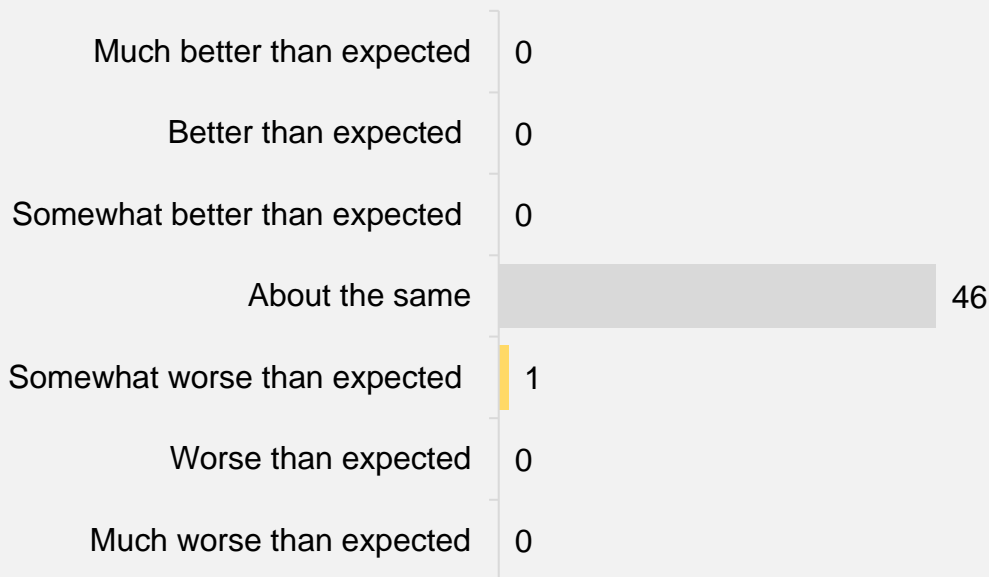 Much better than expected 0
Better than expected 0
Somewhat better than expected 0
About the same 46
Somewhat worse than expected 1
Worse than expected 0
Much worse than expected 0